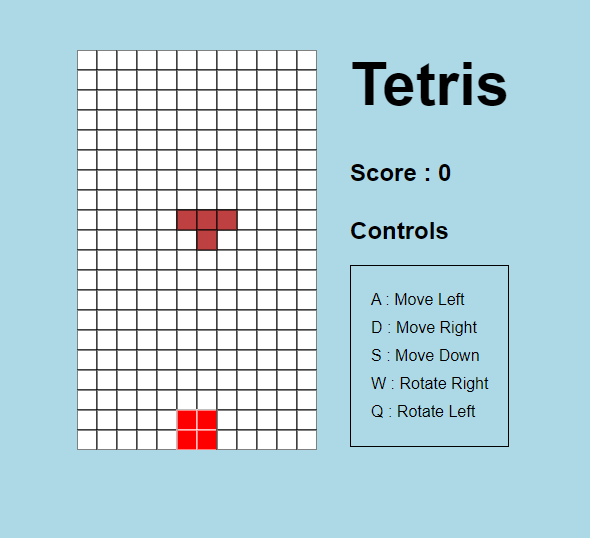 Tetris
Score : 0
Controls
A : Move Left
D : Move Right
S : Move Down
W : Rotate Right
Q : Rotate Left